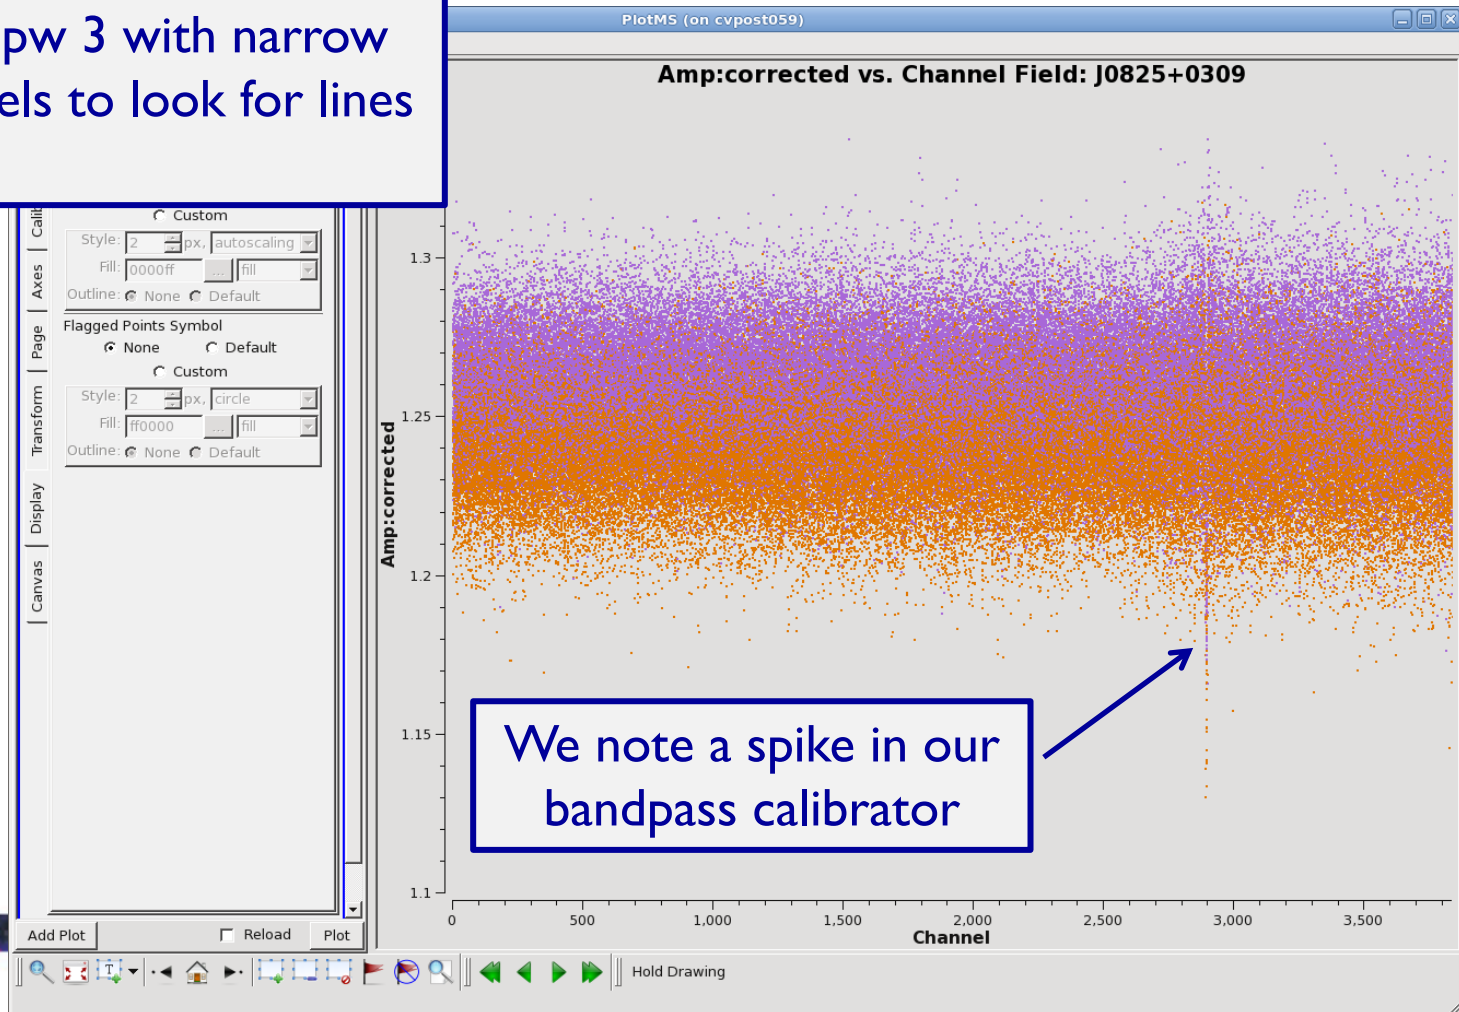 pw 3 with narrow
els to look for lines
PlotMS (on cvpost059)
Amp:corrected vs. Channel Field: J0825+0309
Custom
Style: 2 px, autoscaling
Fill: 0000ff ... fill
Outline: None Default
Flagged Points Symbol
None Default
Custom
Style: 2 px, circle
Fill: ff0000 ... fill
Outline: None Default
Calib
Axes
Page
Transform
Display
Canvas
Amp:corrected
1.3
1.25
1.2
1.15
1.1
We note a spike in our
bandpass calibrator
0 500 1,000 1,500 2,000 2,500 3,000 3,500
Channel
Add Plot Reload Plot
Hold Drawing